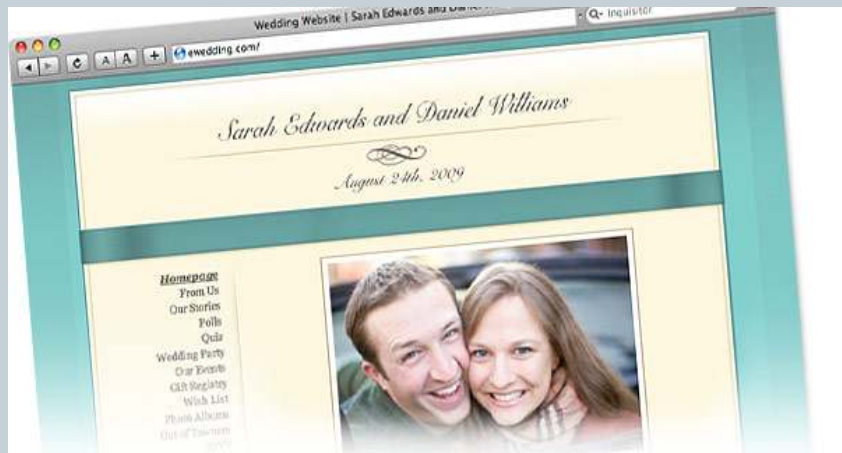 Wedding Website | Sarah Edwards and Daniel
Q- Inquisitor
A A + ewedding.com/
Sarah Edwards and Daniel Williams
August 24th, 2009
Homepage
From Us
Our Stories
Polls
Quiz
Wedding Party
Our Events
Gift Registry
Wish List
Photo Albums
Out of Towners